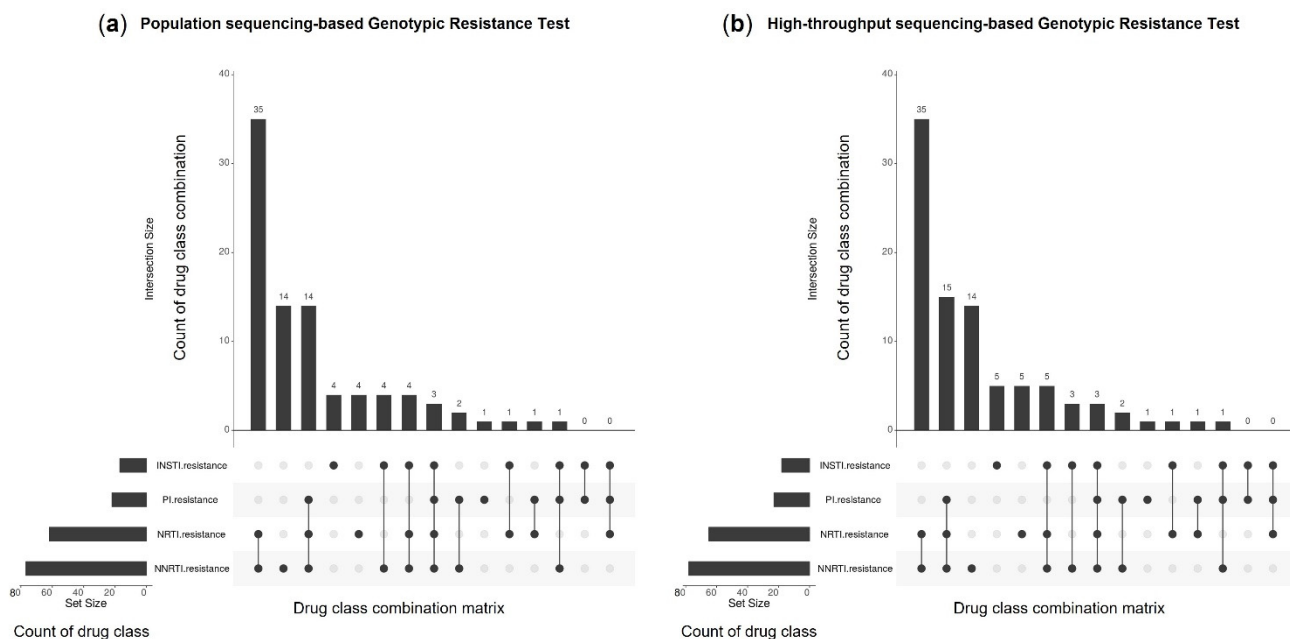 (a) Population sequencing-based Genotypic Resistance Test
40
35
30
20
14 14
10
4 4 4 4 3 2 1 1 1 1 0 0
0
Intersection Size
Count of drug class combination
INSTI.resistance
PI.resistance
NRTI.resistance
NNRTI.resistance
80 60 40 20 0
Set Size
Drug class combination matrix
Count of drug class
(b) High-throughput sequencing-based Genotypic Resistance Test
40
35
30
20
15 14
10
5 5 5 3 3 2 1 1 1 1 0 0
0
Intersection Size
Count of drug class combination
INSTI.resistance
PI.resistance
NRTI.resistance
NNRTI.resistance
80 60 40 20 0
Set Size
Drug class combination matrix
Count of drug class